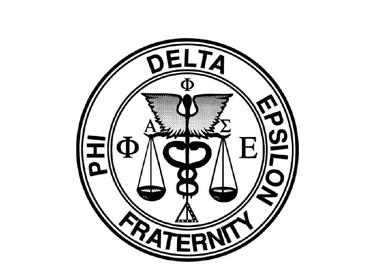 PHI DELTA EPSILON
FRATERNITY
Φ
Α Σ
Φ Ε
Δ